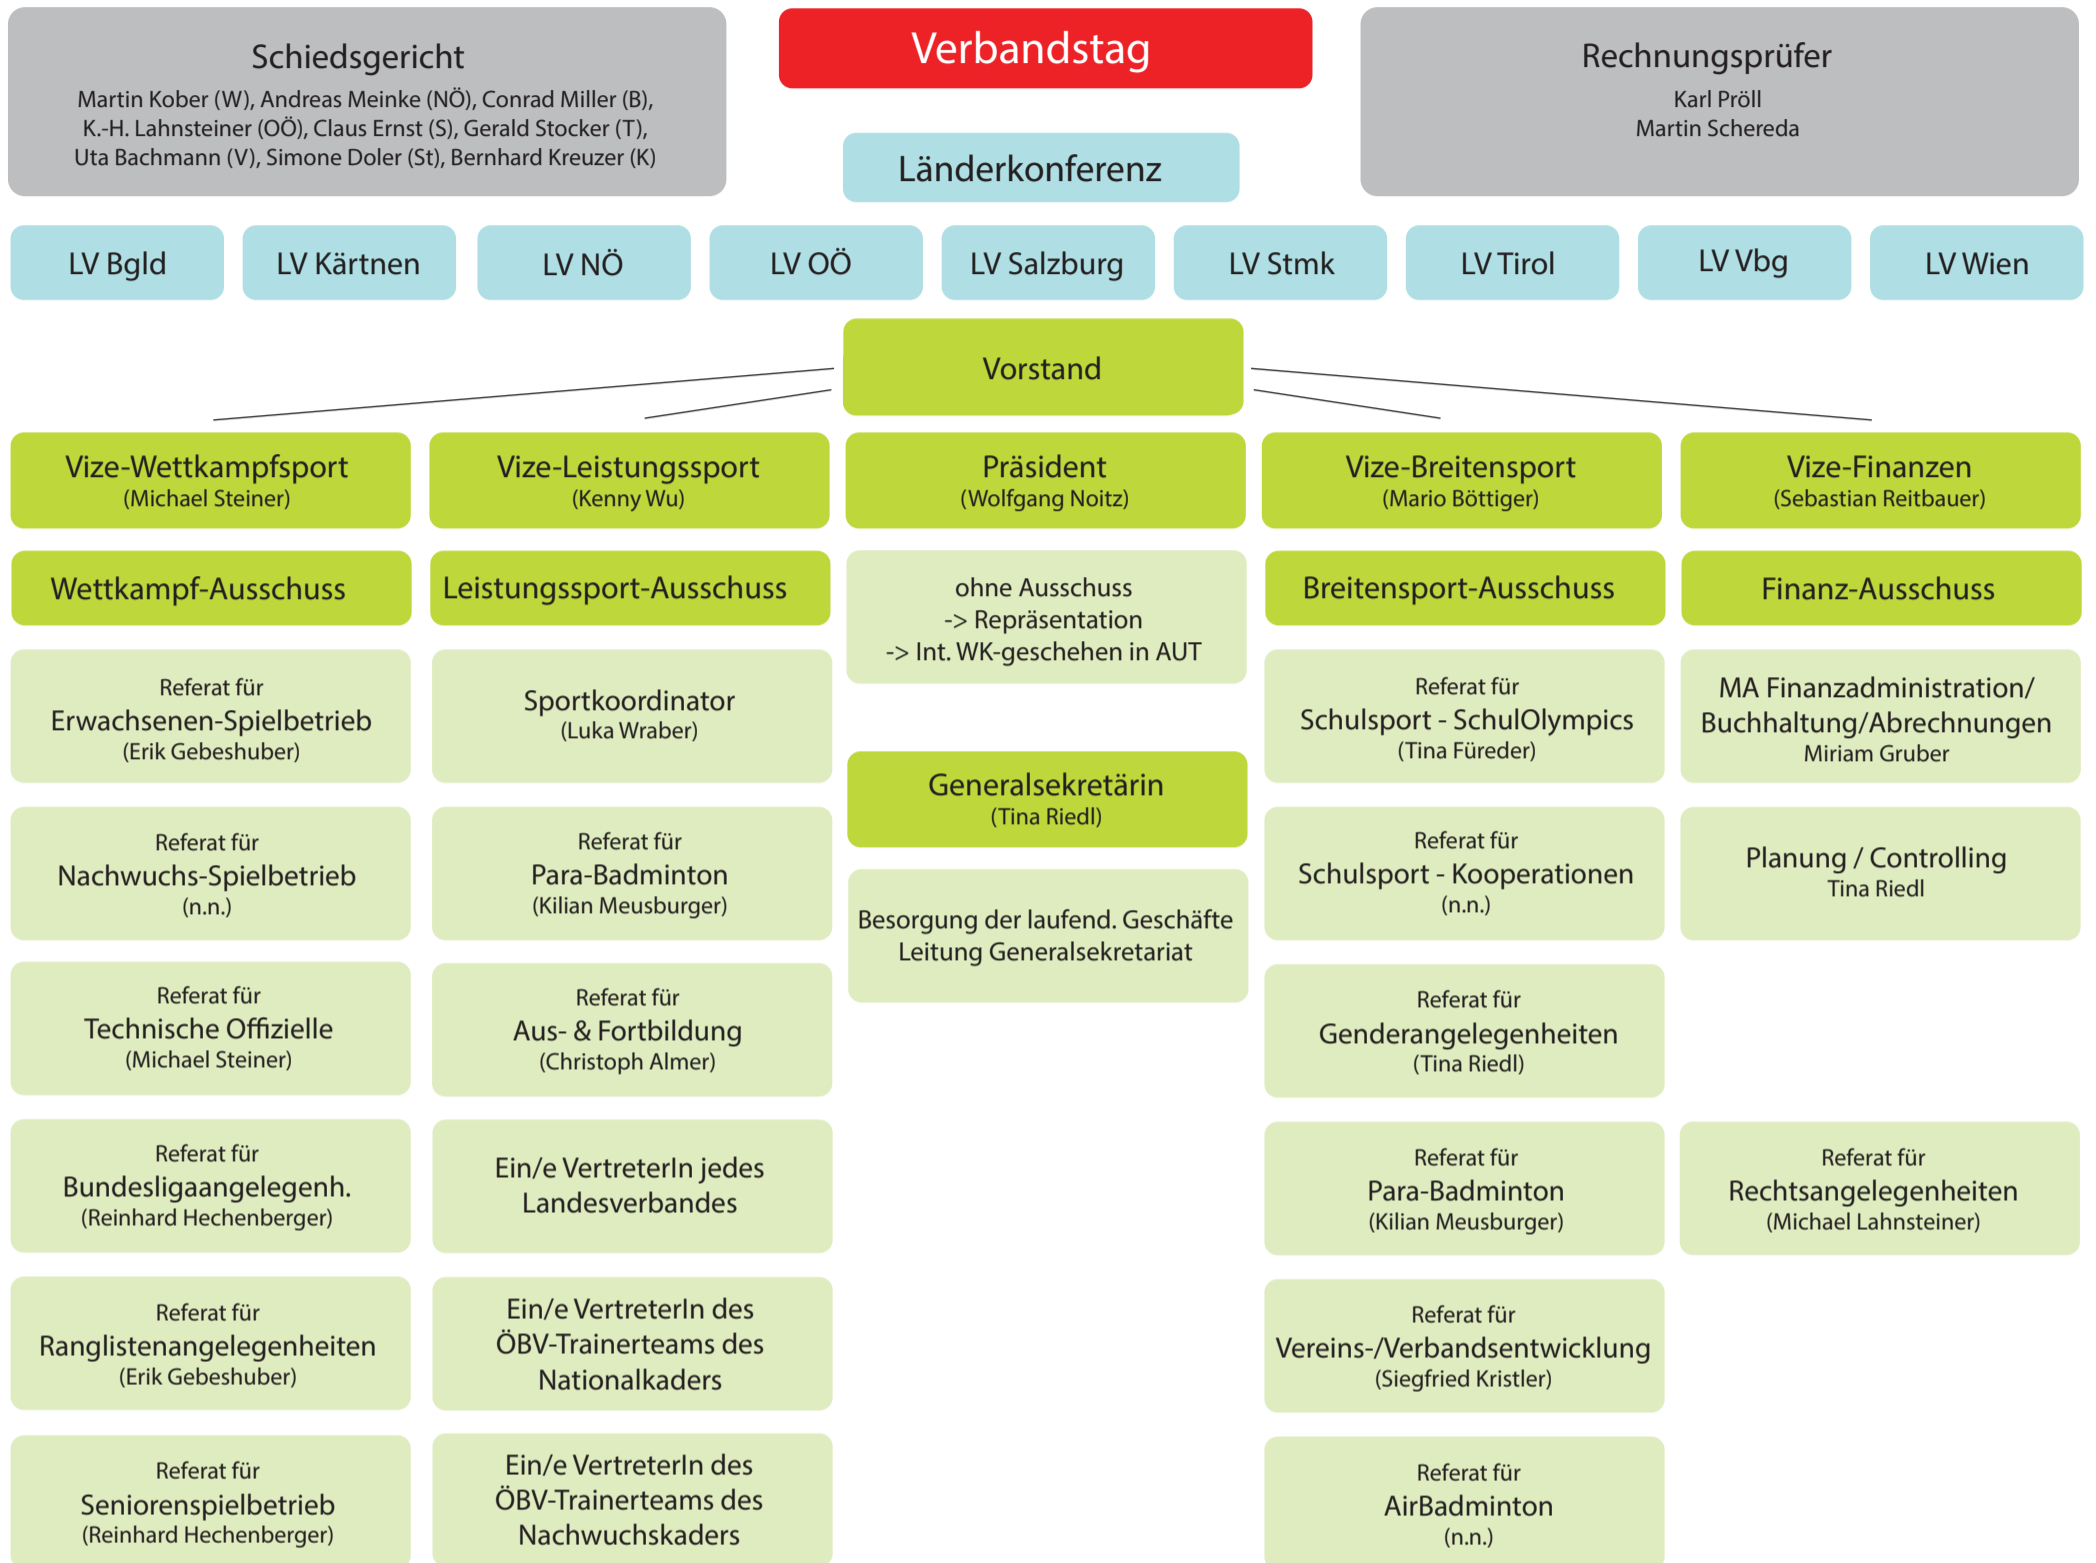 Schiedsgericht
Martin Kober (W), Andreas Meinke (NÖ), Conrad Miller (B),
K.-H. Lahnsteiner (OÖ), Claus Ernst (S), Gerald Stocker (T),
Uta Bachmann (V), Simone Doler (St), Bernhard Kreuzer (K)
Verbandstag
Rechnungsprüfer
Karl Pröll
Martin Schereda
Länderkonferenz
LV Bgld
LV Kärtnen
LV NÖ
LV OÖ
LV Salzburg
LV Stmk
LV Tirol
LV Vbg
LV Wien
Vorstand
Vize-Wettkampfsport
(Michael Steiner)
Vize-Leistungssport
(Kenny Wu)
Präsident
(Wolfgang Noitz)
Vize-Breitensport
(Mario Böttiger)
Vize-Finanzen
(Sebastian Reitbauer)
Wettkampf-Ausschuss
Referat für
Erwachsenen-Spielbetrieb
(Erik Gebeshuber)
Referat für
Nachwuchs-Spielbetrieb
(n.n.)
Referat für
Technische Offizielle
(Michael Steiner)
Referat für
Bundesligaangelegenh.
(Reinhard Hechenberger)
Referat für
Ranglistenangelegenheiten
(Erik Gebeshuber)
Referat für
Seniorenspielbetrieb
(Reinhard Hechenberger)
Leistungssport-Ausschuss
Sportkoordinator
(Luka Wraber)
Referat für
Para-Badminton
(Kilian Meusburger)
Referat für
Aus- & Fortbildung
(Christoph Almer)
Ein/e VertreterIn jedes
Landesverbandes
Ein/e VertreterIn des
ÖBV-Trainerteams des
Nationalkaders
Ein/e VertreterIn des
ÖBV-Trainerteams des
Nachwuchskaders
ohne Ausschuss
-> Repräsentation
-> Int. WK-geschehen in AUT
Generalsekretärin
(Tina Riedl)
Besorgung der laufend. Geschäfte
Leitung Generalsekretariat
Breitensport-Ausschuss
Referat für
Schulsport - SchulOlympics
(Tina Füreder)
Referat für
Schulsport - Kooperationen
(n.n.)
Referat für
Genderangelegenheiten
(Tina Riedl)
Referat für
Para-Badminton
(Kilian Meusburger)
Referat für
Vereins-/Verbandsentwicklung
(Siegfried Kristler)
Referat für
AirBadminton
(n.n.)
Finanz-Ausschuss
MA Finanzadministration/
Buchhaltung/Abrechnungen
Miriam Gruber
Planung / Controlling
Tina Riedl
Referat für
Rechtsangelegenheiten
(Michael Lahnsteiner)